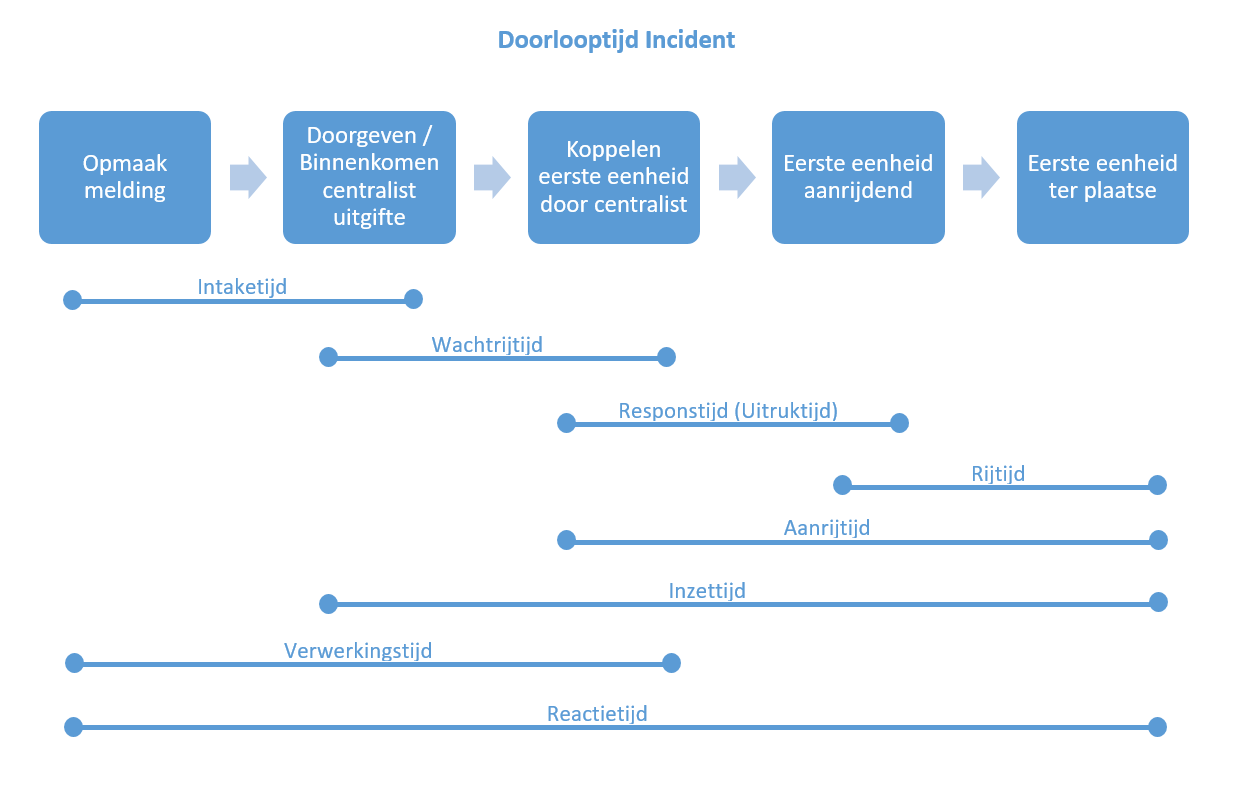 Doorlooptijd Incident
Opmaak
melding
Doorgeven /
Binnenkomen
centralist
uitgifte
Koppelen
eerste eenheid
door centralist
Eerste eenheid
aanrijdend
Eerste eenheid
ter plaatse
Intaketijd
Wachtrijtijd
Responstijd (Uitruktijd)
Rijtijd
Aanrijtijd
Inzettijd
Verwerkingstijd
Reactietijd